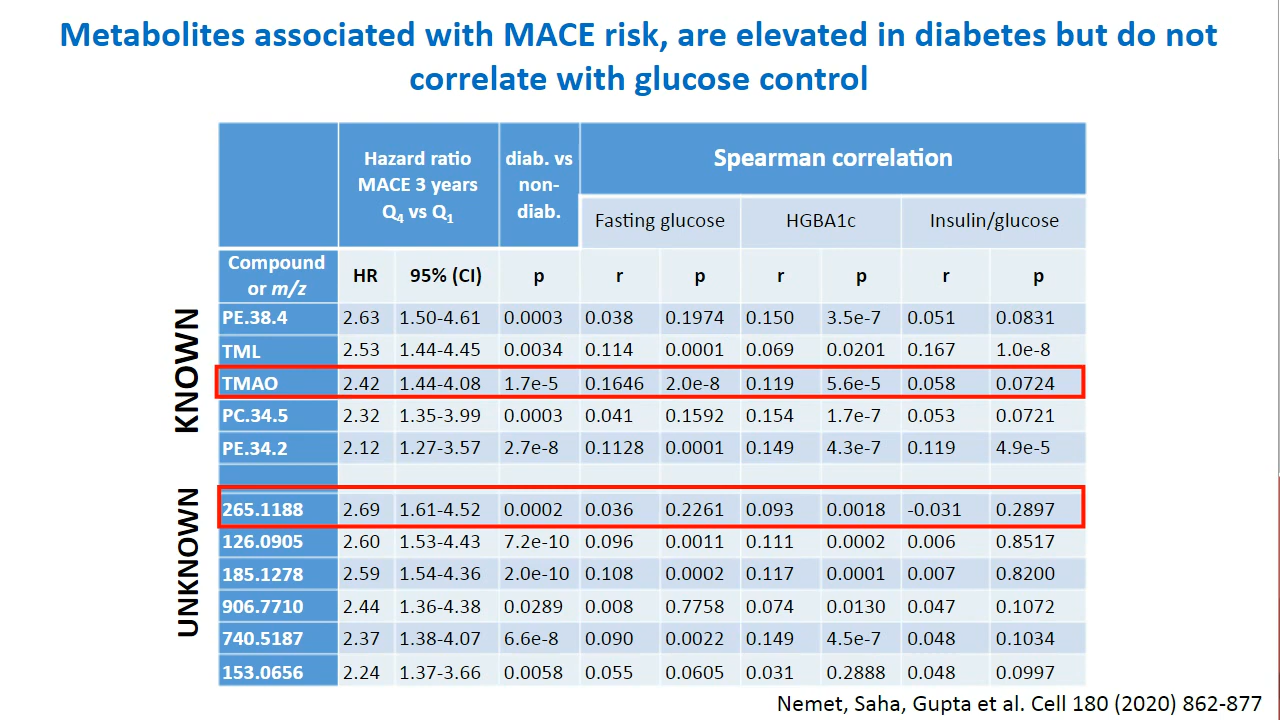 Metabolites associated with MACE risk, are elevated in diabetes but do not
correlate with glucose control
Hazard ratio
MACE 3 years
Q4 vs Q1
diab. vs
non-
diab.
Spearman correlation
Fasting glucose HGBA1c Insulin/glucose
Compound
or m/z
HR 95% (CI) p r p r p r p
KNOWN
PE.38.4 2.63 1.50-4.61 0.0003 0.038 0.1974 0.150 3.5e-7 0.051 0.0831
TML 2.53 1.44-4.45 0.0034 0.114 0.0001 0.069 0.0201 0.167 1.0e-8
TMAO 2.42 1.44-4.08 1.7e-5 0.1646 2.0e-8 0.119 5.6e-5 0.058 0.0724
PC.34.5 2.32 1.35-3.99 0.0003 0.041 0.1592 0.154 1.7e-7 0.053 0.0721
PE.34.2 2.12 1.27-3.57 2.7e-8 0.1128 0.0001 0.149 4.3e-7 0.119 4.9e-5
UNKNOWN
265.1188 2.69 1.61-4.52 0.0002 0.036 0.2261 0.093 0.0018 -0.031 0.2897
126.0905 2.60 1.53-4.43 7.2e-10 0.096 0.0011 0.111 0.0002 0.006 0.8517
185.1278 2.59 1.54-4.36 2.0e-10 0.108 0.0002 0.117 0.0001 0.007 0.8200
906.7710 2.44 1.36-4.38 0.0289 0.008 0.7758 0.074 0.0130 0.047 0.1072
740.5187 2.37 1.38-4.07 6.6e-8 0.090 0.0022 0.149 4.5e-7 0.048 0.1034
153.0656 2.24 1.37-3.66 0.0058 0.055 0.0605 0.031 0.2888 0.048 0.0997
Nemet, Saha, Gupta et al. Cell 180 (2020) 862-877